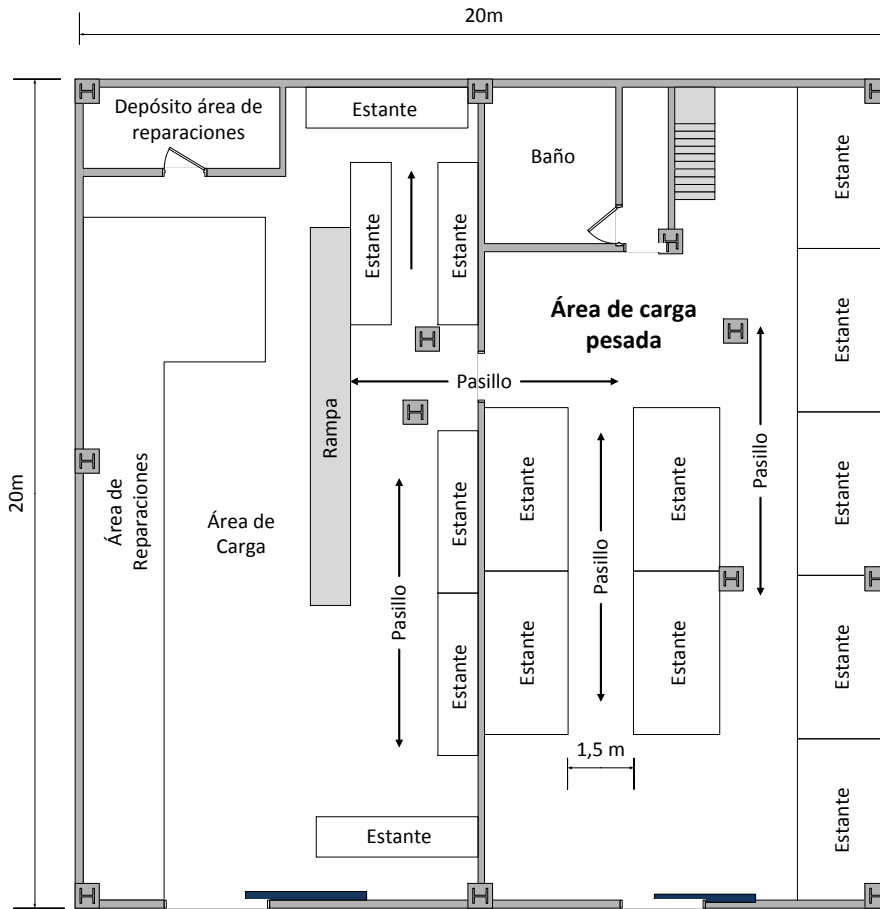 20m
Depósito área de
reparaciones
Estante
Baño
Estante
Estante
Estante
Estante
Área de carga
pesada
Pasillo
Rampa
20m
Área de
Reparaciones
Área de
Carga
Pasillo
Estante
Estante
Estante
Pasillo
Estante
Estante
Pasillo
Estante
Estante
Estante
Estante
1,5 m
Estante
Estante